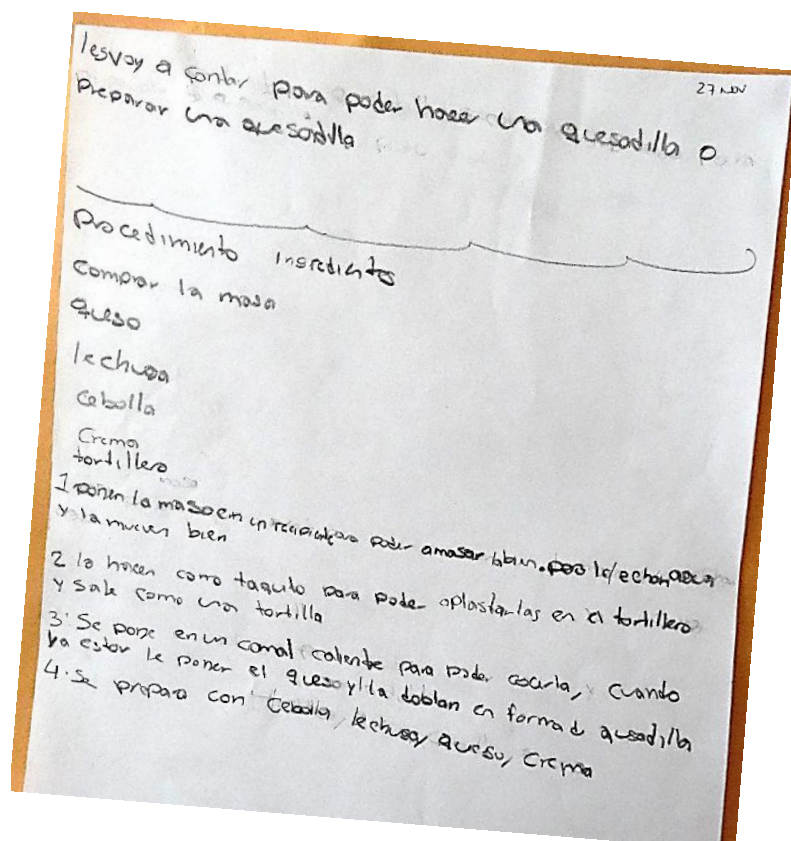 27 NOV
les voy a contar para poder hacer una quesadilla o
preparar una quesadilla
Procedimiento ingredientes
comprar la masa
queso
lechuga
Cebolla
Crema
tortillero
1 ponen la masa en un recipiente para poder amasar bien. le echan agua
y la mueven bien
2 lo hacen como taquito para poder aplastarlas en el tortillero
y sale como una tortilla
3. Se pone en un comal caliente para poder cocerla, cuando
ya estar le poner el queso y la doblan en forma d quesadilla
4. Se prepara con cebolla, lechuga, queso, crema